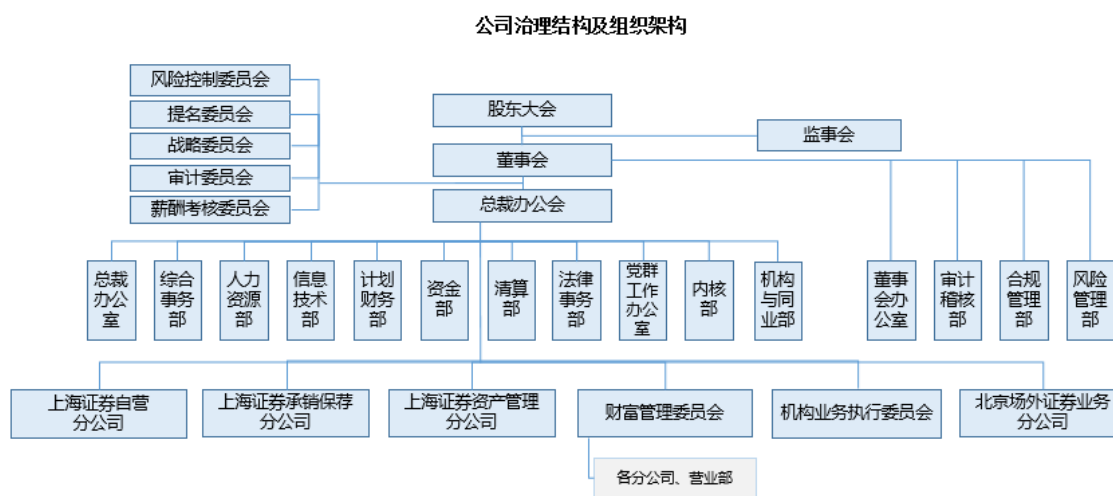 公司治理结构及组织架构
风险控制委员会
提名委员会
战略委员会
审计委员会
薪酬考核委员会
股东大会
监事会
董事会
总裁办公会
总裁
办公
室
综合
事务
部
人力
资源
部
信息
技术
部
计划
财务
部
资金
部
清算
部
法律
事务
部
党群
工作
办公
室
内核
部
机构
与同
业部
董事
会办
公室
审计
稽核
部
合规
管理
部
风险
管理
部
上海证券自营
分公司
上海证券承销保荐
分公司
上海证券资产管理
分公司
财富管理委员会
机构业务执行委员会
北京场外证券业务
分公司
各分公司、营业部